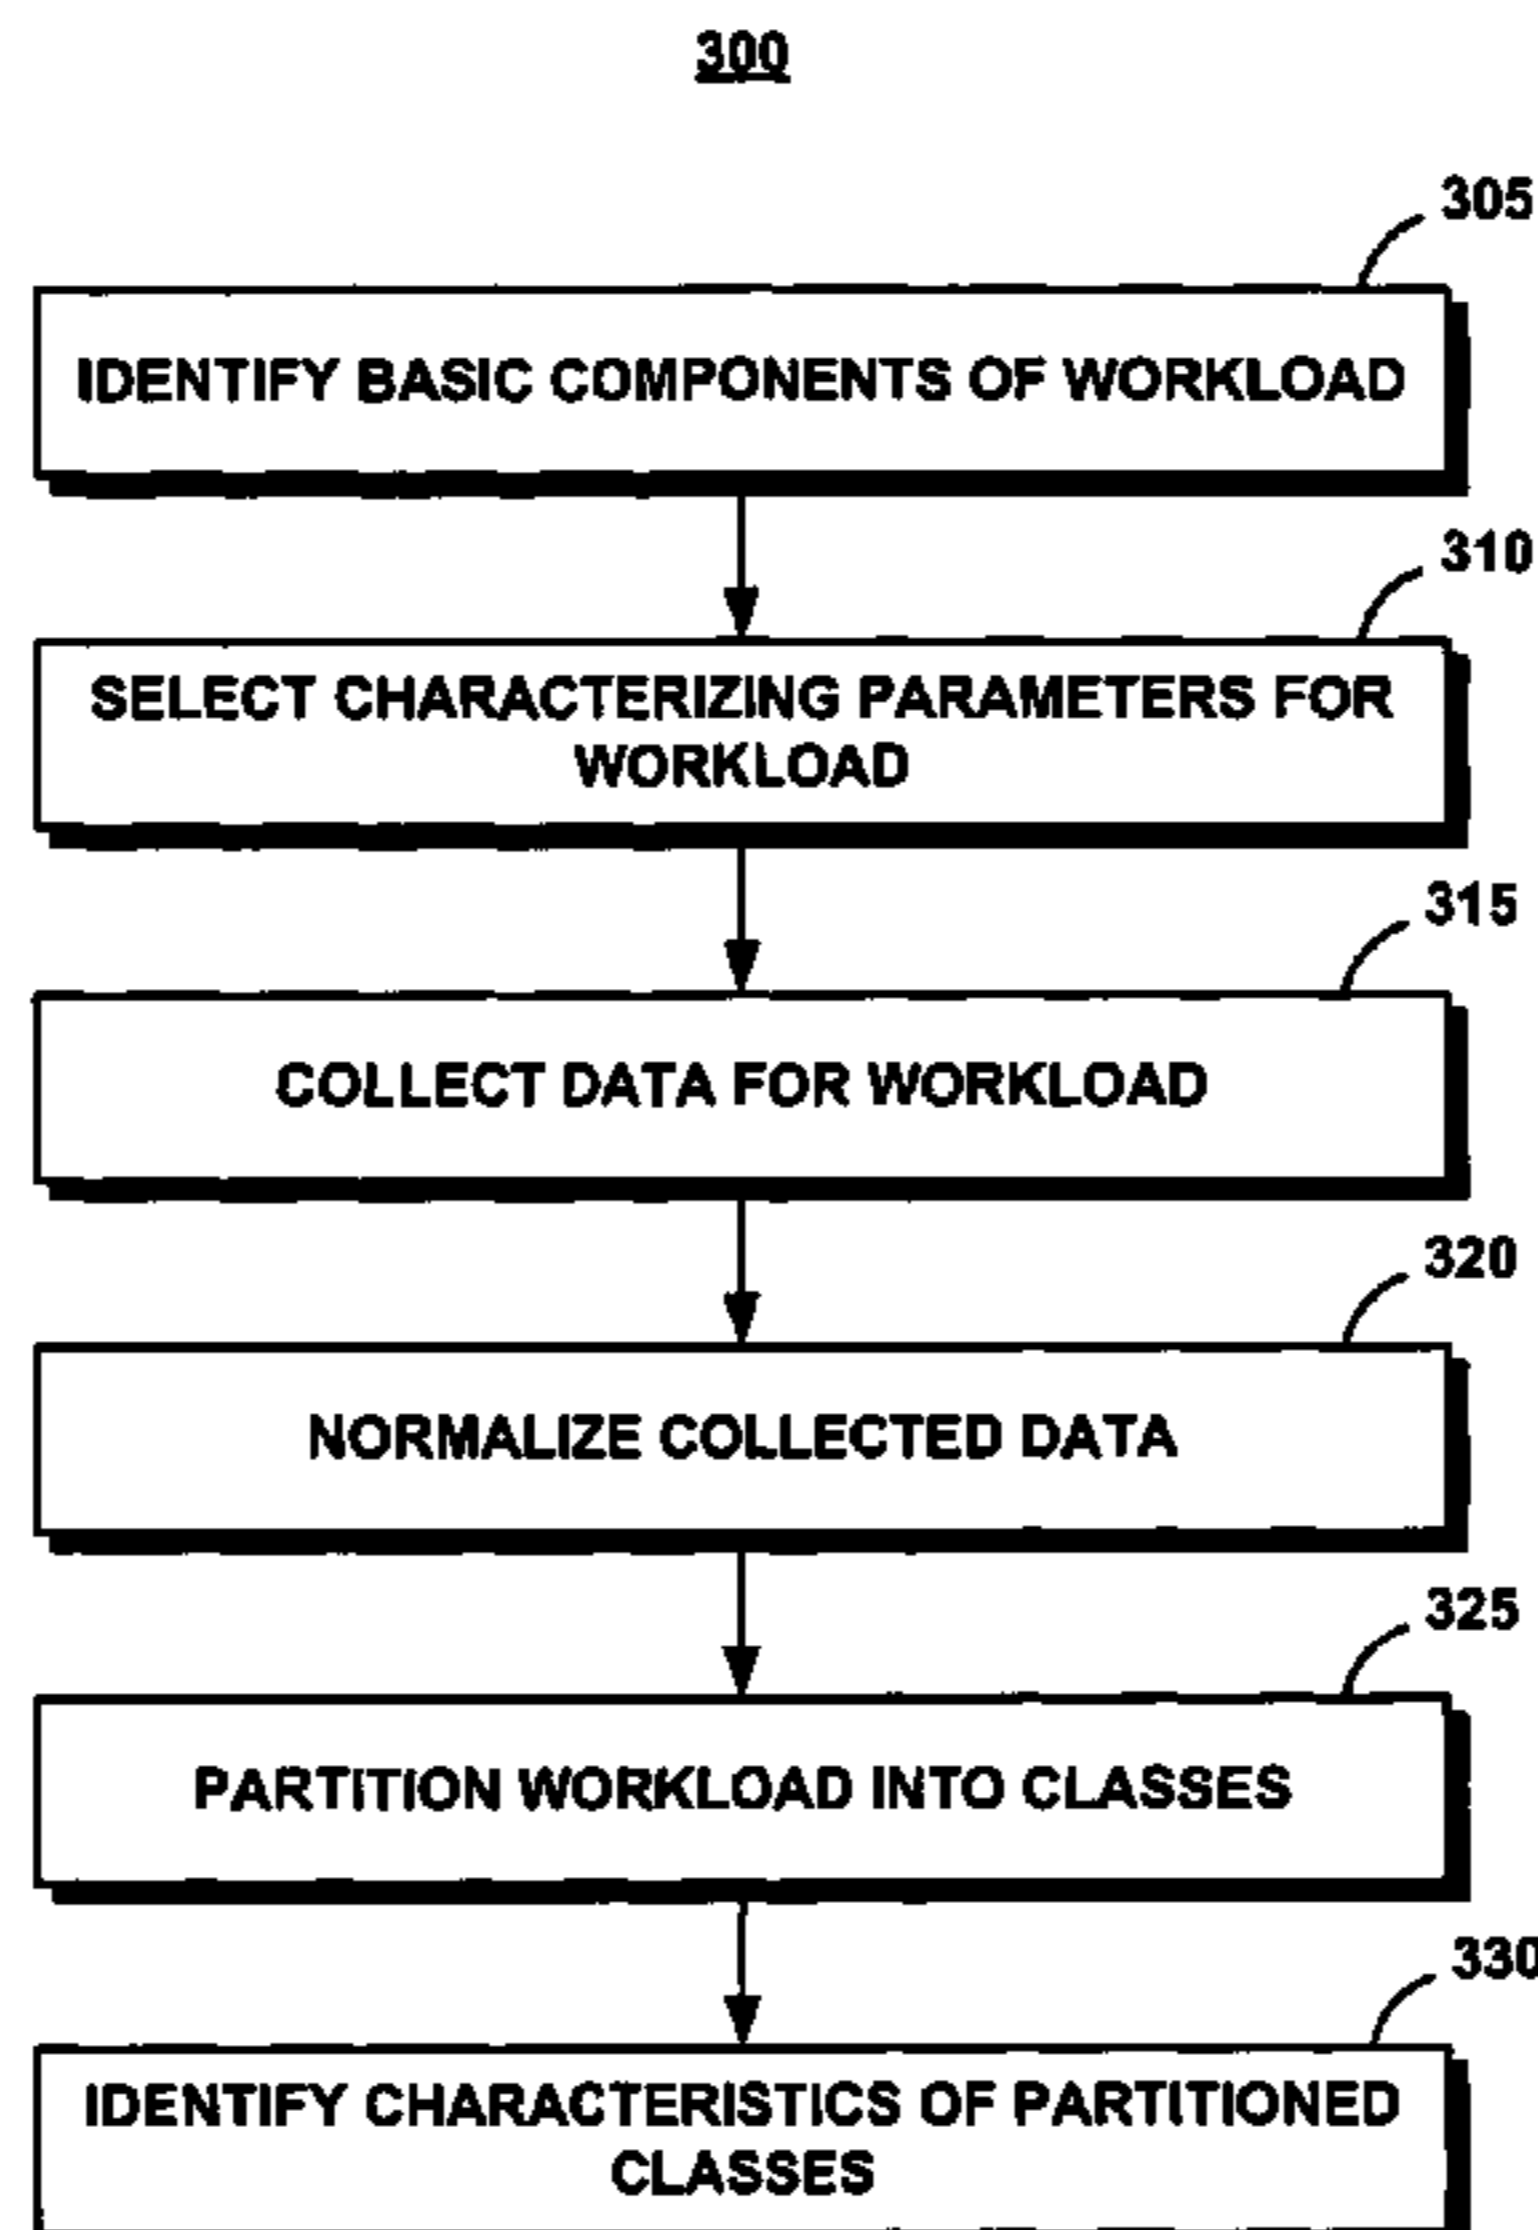 300
305
IDENTIFY BASIC COMPONENTS OF WORKLOAD
310
SELECT CHARACTERIZING PARAMETERS FOR
WORKLOAD
315
COLLECT DATA FOR WORKLOAD
320
NORMALIZE COLLECTED DATA
325
PARTITION WORKLOAD INTO CLASSES
330
IDENTIFY CHARACTERISTICS OF PARTITIONED
CLASSES